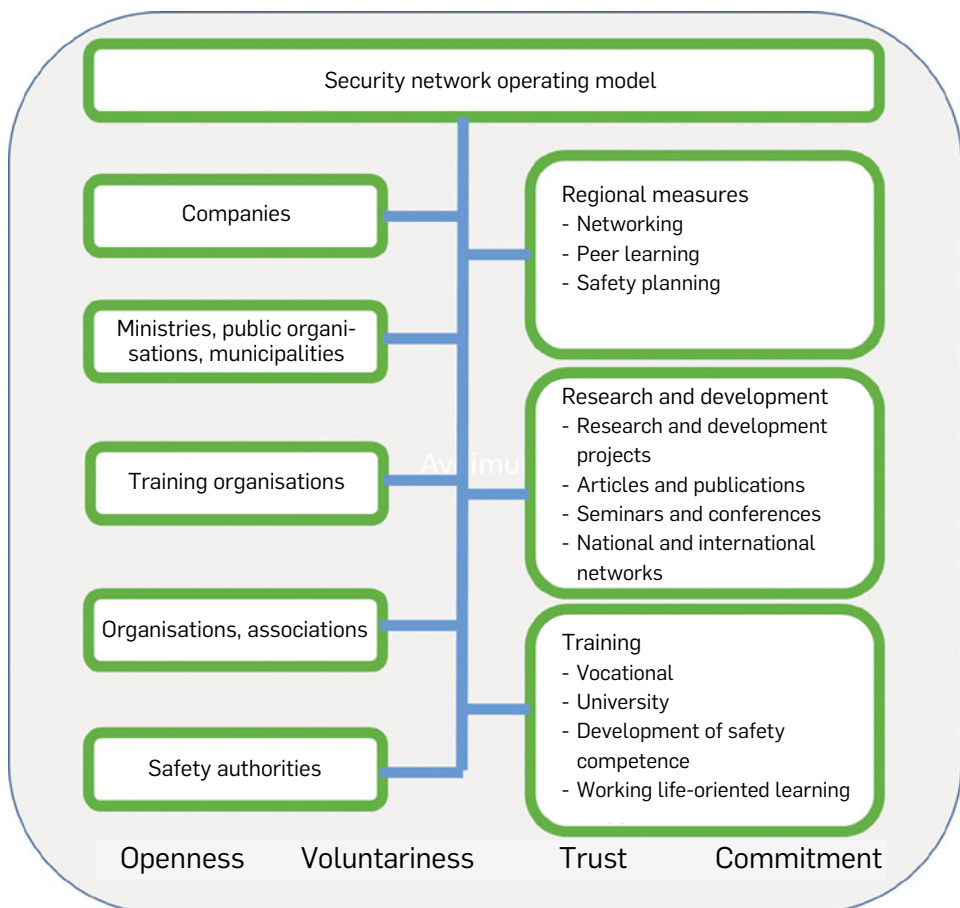 Security network operating model
Companies
Ministries, public organi-
sations, municipalities
Training organisations
Organisations, associations
Safety authorities
Regional measures
- Networking
- Peer learning
- Safety planning
Research and development
- Research and development
projects
- Articles and publications
- Seminars and conferences
- National and international
networks
Training
- Vocational
- University
- Development of safety
competence
- Working life-oriented learning
Openness Voluntariness Trust Commitment